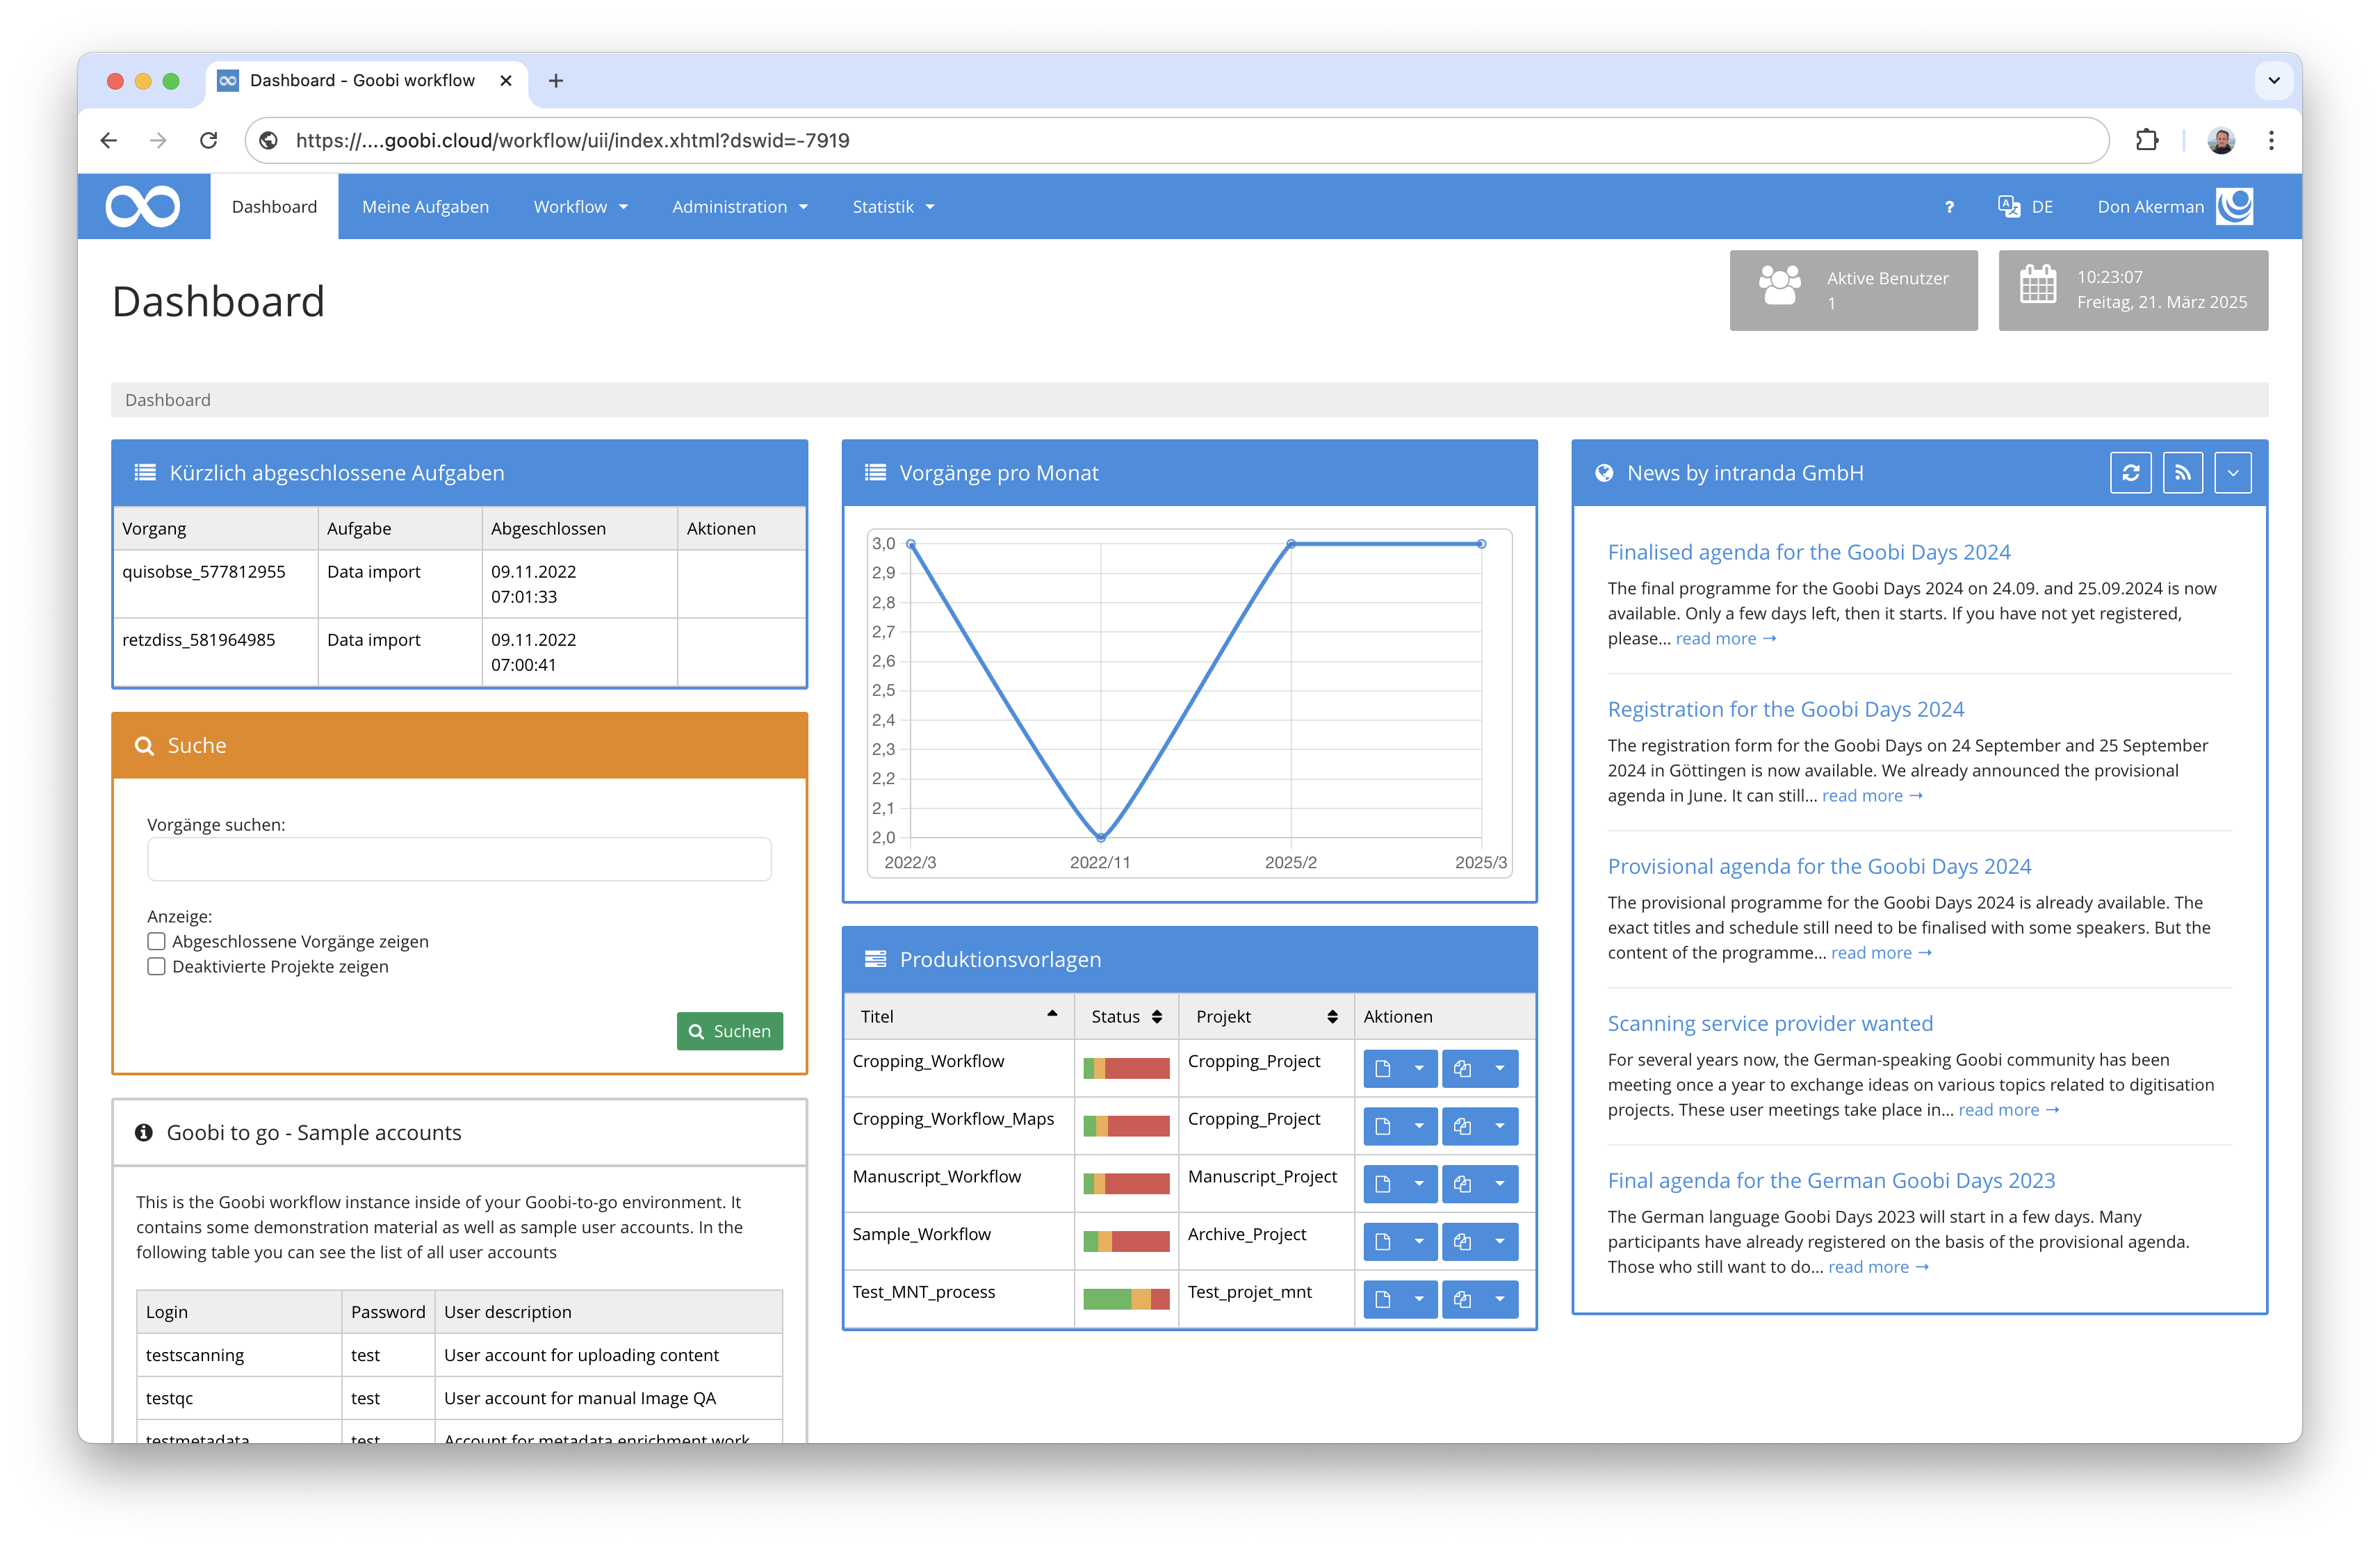 Dashboard - Goobi workflow
https://....goobi.cloud/workflow/uii/index.xhtml?dswid=-7919
Dashboard
Meine Aufgaben
Workflow
Administration
Statistik
?
DE
Don Akerman
Dashboard
Aktive Benutzer
1
10:23:07
Freitag, 21. März 2025
Dashboard
Kürzlich abgeschlossene Aufgaben
Vorgang Aufgabe Abgeschlossen Aktionen
quisobse_577812955 Data import 09.11.2022
07:01:33
retzdiss_581964985 Data import 09.11.2022
07:00:41
Suche
Vorgänge suchen:
Anzeige:
Abgeschlossene Vorgänge zeigen
Deaktivierte Projekte zeigen
Suchen
Goobi to go - Sample accounts
This is the Goobi workflow instance inside of your Goobi-to-go environment. It
contains some demonstration material as well as sample user accounts. In the
following table you can see the list of all user accounts
Login Password User description
testscanning test User account for uploading content
testqc test User account for manual Image QA
testmetadata test Account for metadata enrichment work
Vorgänge pro Monat
3,0
2,9
2,8
2,7
2,6
2,5
2,4
2,3
2,2
2,1
2,0
2022/3 2022/11 2025/2 2025/3
Produktionsvorlagen
Titel Status Projekt Aktionen
Cropping_Workflow Cropping_Project
Cropping_Workflow_Maps Cropping_Project
Manuscript_Workflow Manuscript_Project
Sample_Workflow Archive_Project
Test_MNT_process Test_projet_mnt
News by intranda GmbH
Finalised agenda for the Goobi Days 2024
The final programme for the Goobi Days 2024 on 24.09. and 25.09.2024 is now
available. Only a few days left, then it starts. If you have not yet registered,
please... read more →
Registration for the Goobi Days 2024
The registration form for the Goobi Days on 24 September and 25 September
2024 in Göttingen is now available. We already announced the provisional
agenda in June. It can still... read more →
Provisional agenda for the Goobi Days 2024
The provisional programme for the Goobi Days 2024 is already available. The
exact titles and schedule still need to be finalised with some speakers. But the
content of the programme... read more →
Scanning service provider wanted
For several years now, the German-speaking Goobi community has been
meeting once a year to exchange ideas on various topics related to digitisation
projects. These user meetings take place in... read more →
Final agenda for the German Goobi Days 2023
The German language Goobi Days 2023 will start in a few days. Many
participants have already registered on the basis of the provisional agenda.
Those who still want to do... read more →